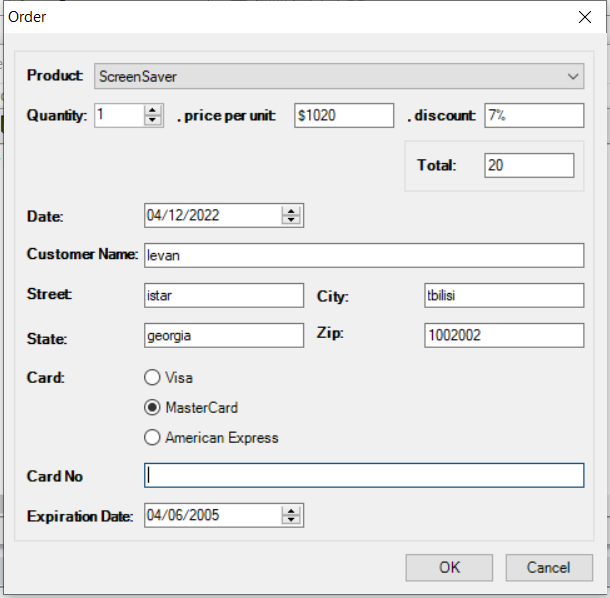 Order
Product: ScreenSaver
Quantity: 1 . price per unit: $1020 . discount: 7%
Total: 20
Date: 04/12/2022
Customer Name: levan
Street: istar City: tbilisi
State: georgia Zip: 1002002
Card: Visa
MasterCard
American Express
Card No
Expiration Date: 04/06/2005
OK Cancel